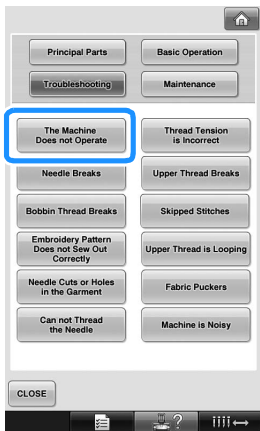 Principal Parts
Basic Operation
Troubleshooting
Maintenance
The Machine
Does not Operate
Thread Tension
is Incorrect
Needle Breaks
Upper Thread Breaks
Bobbin Thread Breaks
Skipped Stitches
Embroidery Pattern
Does not Sew Out
Correctly
Upper Thread is Looping
Needle Cuts or Holes
in the Garment
Fabric Puckers
Can not Thread
the Needle
Machine is Noisy
CLOSE
?